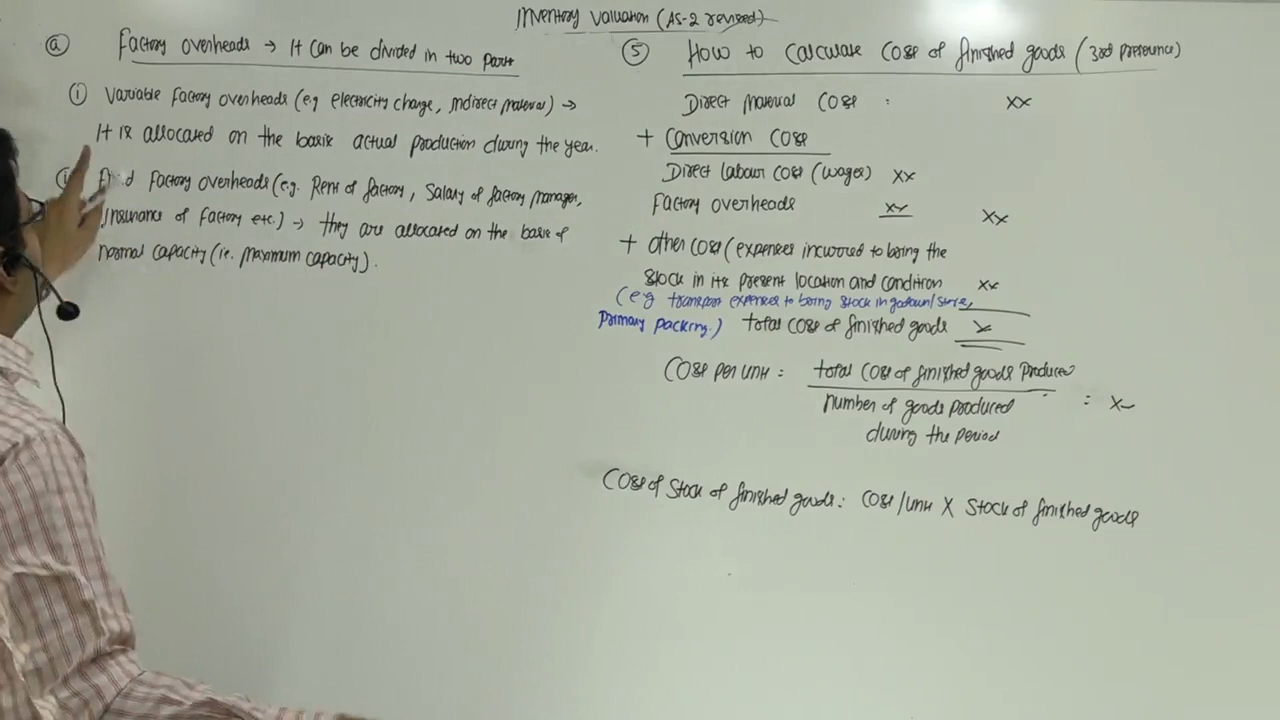 Inventory Valuation (AS-2 revised)
ⓐ Factory overheads → It can be divided in two part
ⓘ Variable factory overheads (eg electricity charge, Indirect material) →
It is allocated on the basis actual production during the year.
factory overheads (e.g. Rent of factory, Salary of factory manager,
Insurance of factory etc.) → they are allocated on the basis of
normal capacity (i.e. maximum capacity).
⑤ How to calculate cost of finished goods (3rd presence)
Direct material cost : xx
+ Conversion cost
Direct labour cost (wages) xx
Factory overheads xx xx
+ other cost (expenses incurred to bring the
stock in its present location and condition xx
(eg transport expenses to bring stock in godown/store,
Primary packing.) total cost of finished goods x
Cost per unit = total cost of finished goods produced
number of goods produced = x
during the period
Cost of stock of finished goods: cost/unit X stock of finished goods